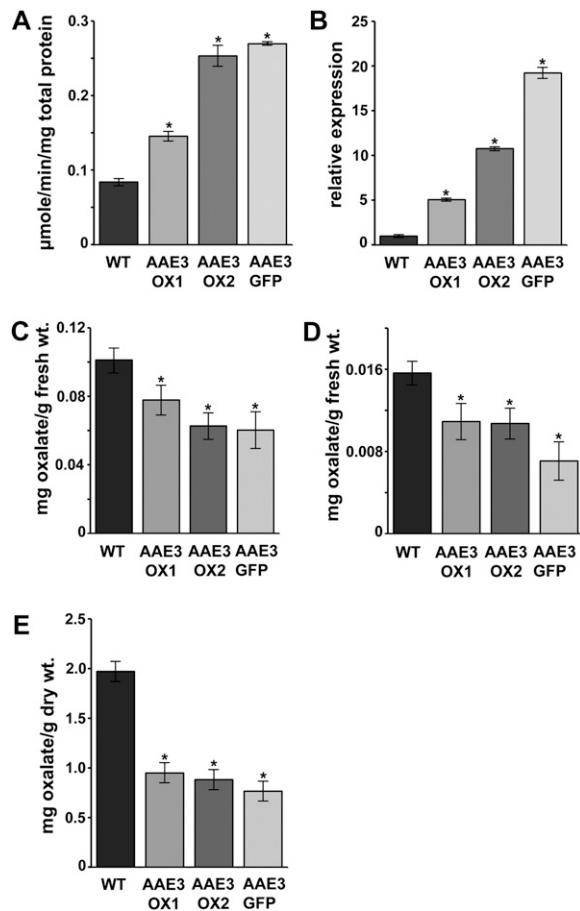 A
µmole/min/mg total protein
0.3
0.2
0.1
0
*
*
*
WT
AAE3 OX1
AAE3 OX2
AAE3 GFP
B
relative expression
25
20
15
10
5
0
*
*
*
WT
AAE3 OX1
AAE3 OX2
AAE3 GFP
C
mg oxalate/g fresh wt.
0.12
0.08
0.04
0
*
*
*
WT
AAE3 OX1
AAE3 OX2
AAE3 GFP
D
mg oxalate/g fresh wt.
0.016
0.008
0
*
*
*
WT
AAE3 OX1
AAE3 OX2
AAE3 GFP
E
mg oxalate/g dry wt.
2.5
2.0
1.5
1.0
0.5
0
*
*
*
WT
AAE3 OX1
AAE3 OX2
AAE3 GFP